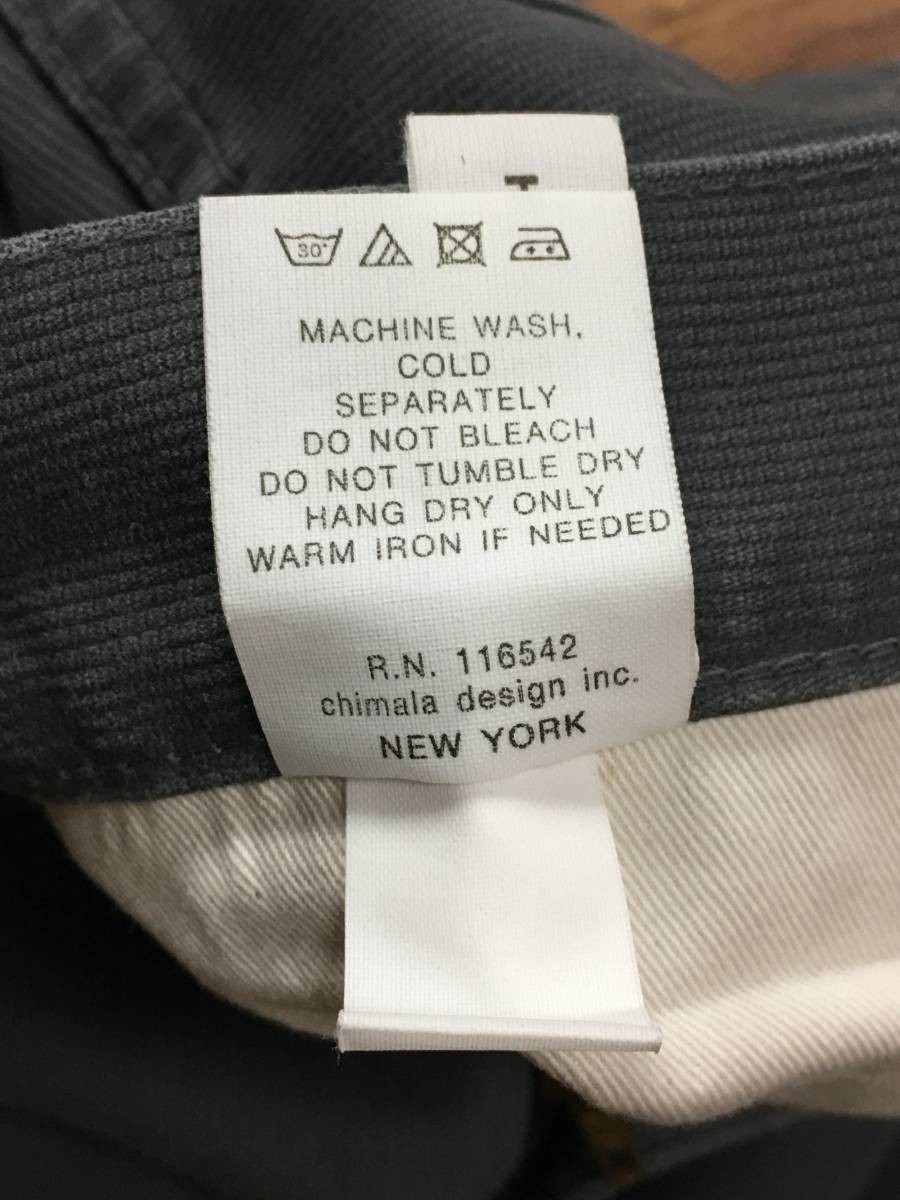 T
30°
MACHINE WASH,
COLD
SEPARATELY
DO NOT BLEACH
DO NOT TUMBLE DRY
HANG DRY ONLY
WARM IRON IF NEEDED
R.N. 116542
chimala design inc.
NEW YORK